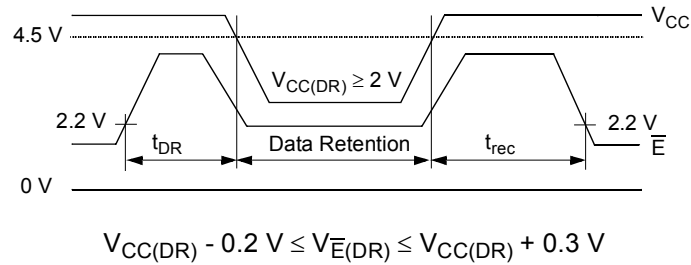 V_CC
4.5 V
V_CC(DR) ≥ 2 V
2.2 V
2.2 V
t_DR
Data Retention
t_rec
E̅
0 V
V_CC(DR) - 0.2 V ≤ V_E̅(DR) ≤ V_CC(DR) + 0.3 V